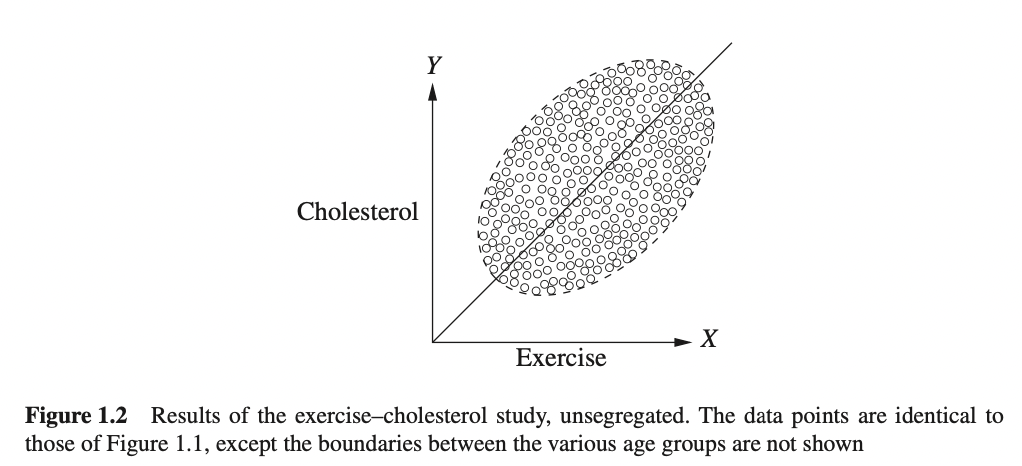 Y
Cholesterol
X
Exercise
Figure 1.2 Results of the exercise–cholesterol study, unsegregated. The data points are identical to
those of Figure 1.1, except the boundaries between the various age groups are not shown